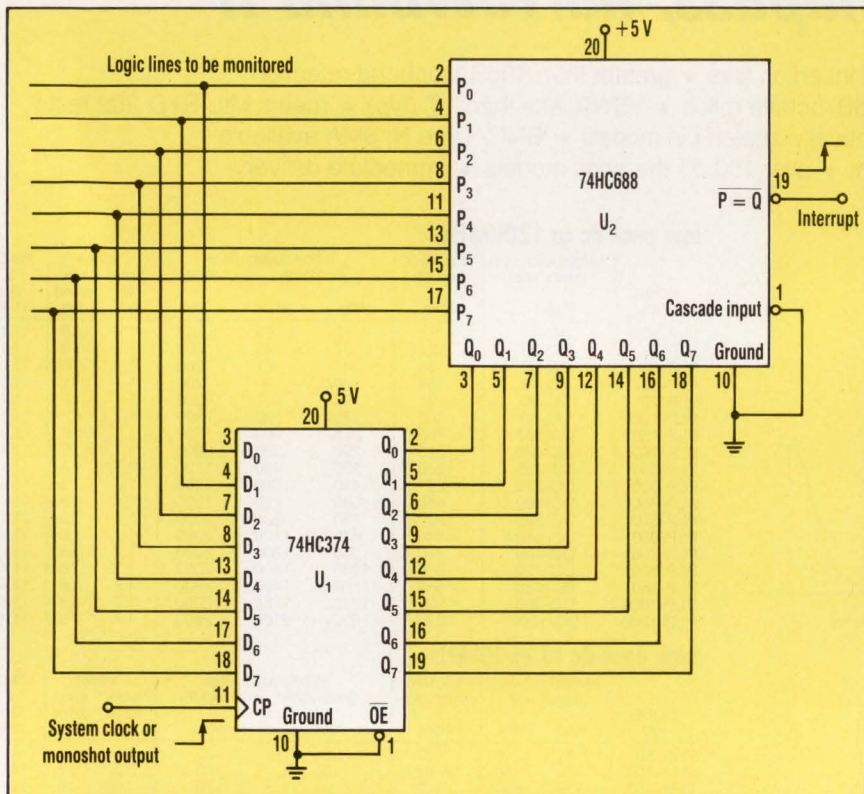 +5 V
20
Logic lines to be monitored
2 P₀
4 P₁
6 P₂
8 P₃
11 P₄
13 P₅
15 P₆
17 P₇
74HC688
U₂
P̅ ̅=̅ ̅Q̅ 19
Interrupt
Cascade input 1
Q₀ Q₁ Q₂ Q₃ Q₄ Q₅ Q₆ Q₇ Ground
3 5 7 9 12 14 16 18 10
5 V
20
3 D₀ Q₀ 2
4 D₁ Q₁ 5
7 D₂ Q₂ 6
8 D₃ Q₃ 9
13 D₄ Q₄ 12
14 D₅ Q₅ 15
17 D₆ Q₆ 16
18 D₇ Q₇ 19
74HC374
U₁
11 CP
System clock or
monoshot output
Ground O̅E̅
10 1